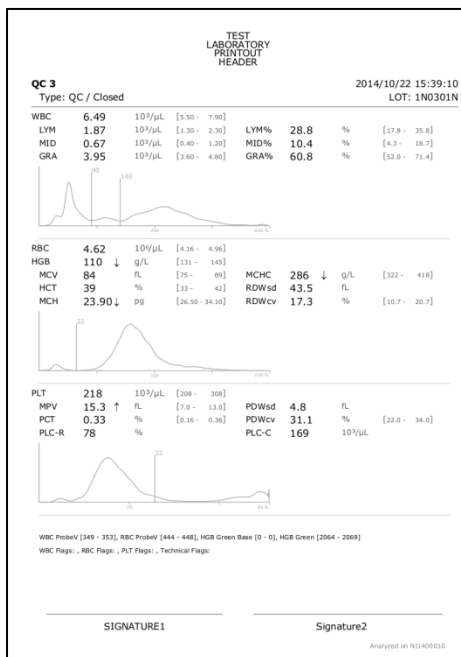 TEST
LABORATORY
PRINTOUT
HEADER
QC 3 2014/10/22 15:39:10
Type: QC / Closed LOT: 1N0301N
WBC 6.49 10³/µL [5.50 - 7.90]
LYM 1.87 10³/µL [1.30 - 2.30] LYM% 28.8 % [17.8 - 35.8]
MID 0.67 10³/µL [0.40 - 1.20] MID% 10.4 % [4.3 - 18.7]
GRA 3.95 10³/µL [3.60 - 4.80] GRA% 60.8 % [52.0 - 71.4]
90 140
200 400 fL
RBC 4.62 10⁶/µL [4.16 - 4.96]
HGB 110 ↓ g/L [131 - 145]
MCV 84 fL [75 - 89] MCHC 286 ↓ g/L [322 - 418]
HCT 39 % [33 - 42] RDWsd 43.5 fL
MCH 23.90↓ pg [26.50 - 34.10] RDWcv 17.3 % [10.7 - 20.7]
32
100
PLT 218 10³/µL [208 - 308]
MPV 15.3 ↑ fL [7.0 - 13.0] PDWsd 4.8 fL
PCT 0.33 % [0.16 - 0.36] PDWcv 31.1 % [22.0 - 34.0]
PLC-R 78 % PLC-C 169 10³/µL
32
WBC ProbeV [349 - 353], RBC ProbeV [444 - 448], HGB Green Base [0 - 0], HGB Green [2064 - 2069]
WBC Flags: , RBC Flags: , PLT Flags: , Technical Flags:
SIGNATURE1 Signature2
Analyzed on NI1400010